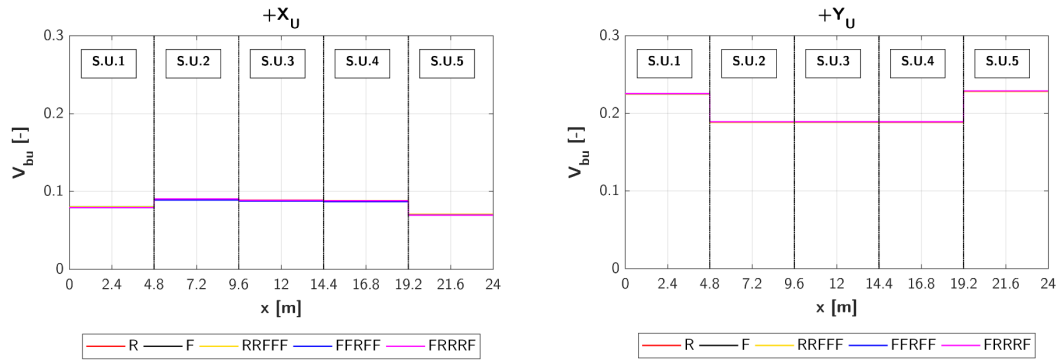 +X_U
0.3
0.2
0.1
0
V_bu [-]
S.U.1 S.U.2 S.U.3 S.U.4 S.U.5
0 2.4 4.8 7.2 9.6 12 14.4 16.8 19.2 21.6 24
x [m]
R F RRFFF FFRFF FRRRF
+Y_U
0.3
0.2
0.1
0
V_bu [-]
S.U.1 S.U.2 S.U.3 S.U.4 S.U.5
0 2.4 4.8 7.2 9.6 12 14.4 16.8 19.2 21.6 24
x [m]
R F RRFFF FFRFF FRRRF